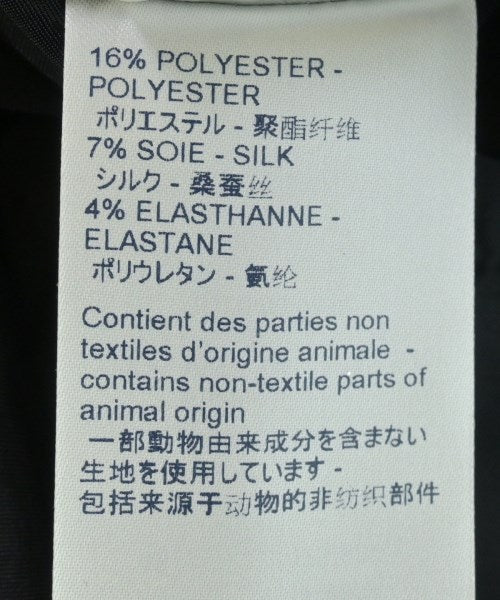 16% POLYESTER -
POLYESTER
ポリエステル - 聚酯纤维
7% SOIE - SILK
シルク - 桑蚕丝
4% ELASTHANNE -
ELASTANE
ポリウレタン - 氨纶
Contient des parties non
textiles d'origine animale -
contains non-textile parts of
animal origin
一部動物由来成分を含まない
生地を使用しています -
包括来源于动物的非纺织部件